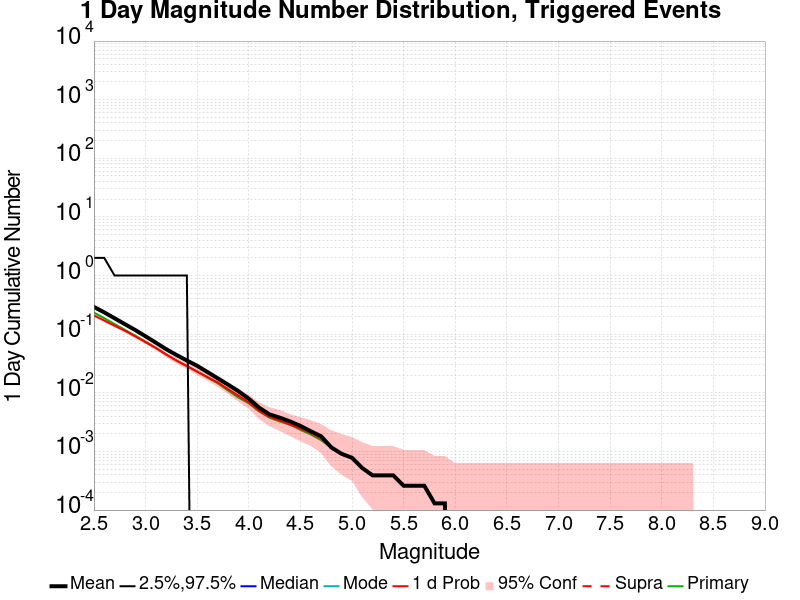 1 Day Magnitude Number Distribution, Triggered Events
10^4
10^3
10^2
10^1
10^0
10^-1
10^-2
10^-3
10^-4
1 Day Cumulative Number
2.5 3.0 3.5 4.0 4.5 5.0 5.5 6.0 6.5 7.0 7.5 8.0 8.5 9.0
Magnitude
Mean 2.5%,97.5% Median Mode 1 d Prob 95% Conf Supra Primary